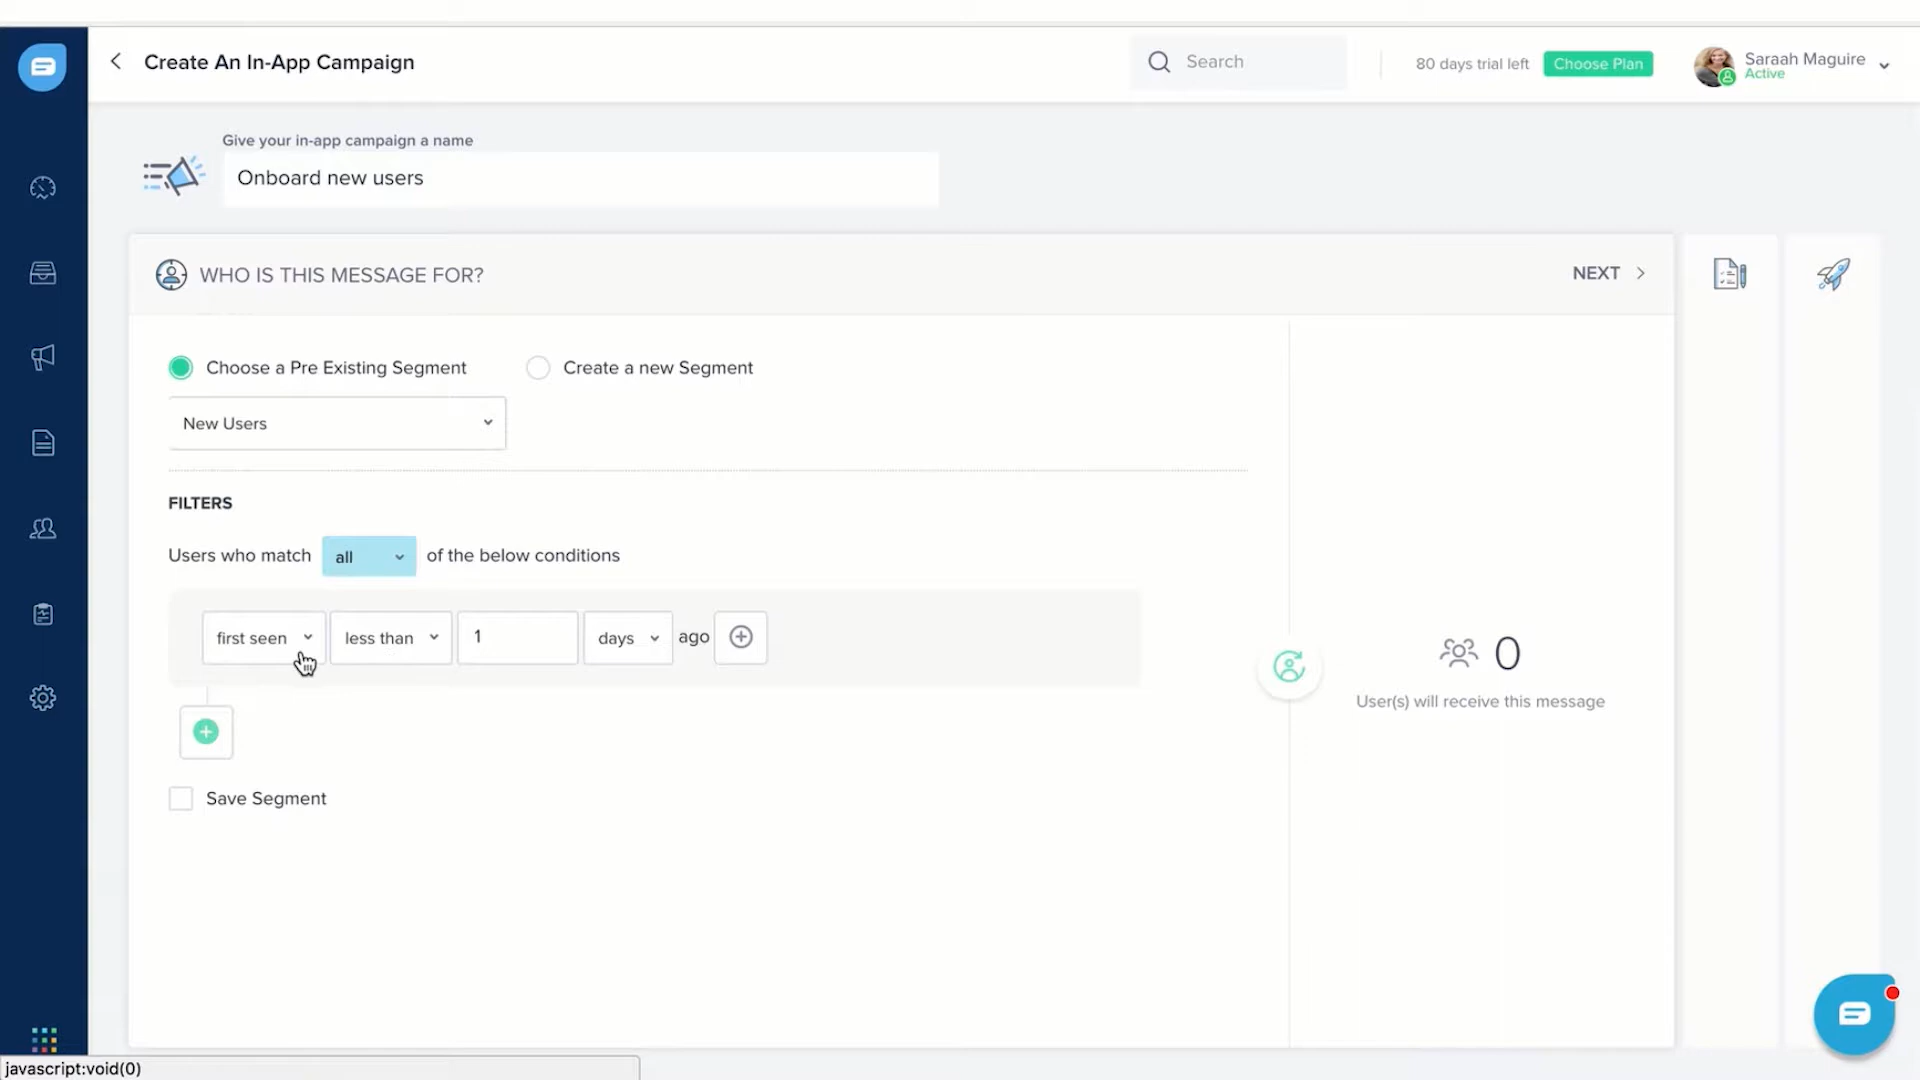 Create An In-App Campaign
Search
80 days trial left
Choose Plan
Saraah Maguire
Active
Give your in-app campaign a name
Onboard new users
WHO IS THIS MESSAGE FOR?
NEXT
Choose a Pre Existing Segment
Create a new Segment
New Users
FILTERS
Users who match all of the below conditions
first seen less than 1 days ago
Save Segment
0
User(s) will receive this message
javascript:void(0)